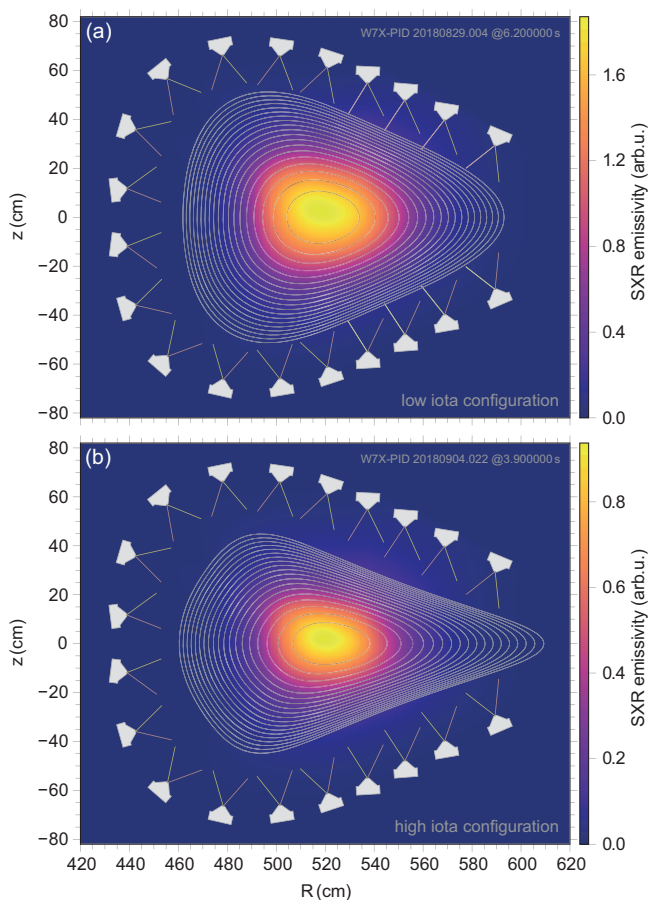 (a)
W7X-PID 20180829.004 @6.200000s
80
60
40
20
0
−20
−40
−60
−80
z (cm)
low iota configuration
1.6
1.2
0.8
0.4
0.0
SXR emissivity (arb.u.)
(b)
W7X-PID 20180904.022 @3.900000s
80
60
40
20
0
−20
−40
−60
−80
z (cm)
high iota configuration
0.8
0.6
0.4
0.2
0.0
SXR emissivity (arb.u.)
420 440 460 480 500 520 540 560 580 600 620
R (cm)